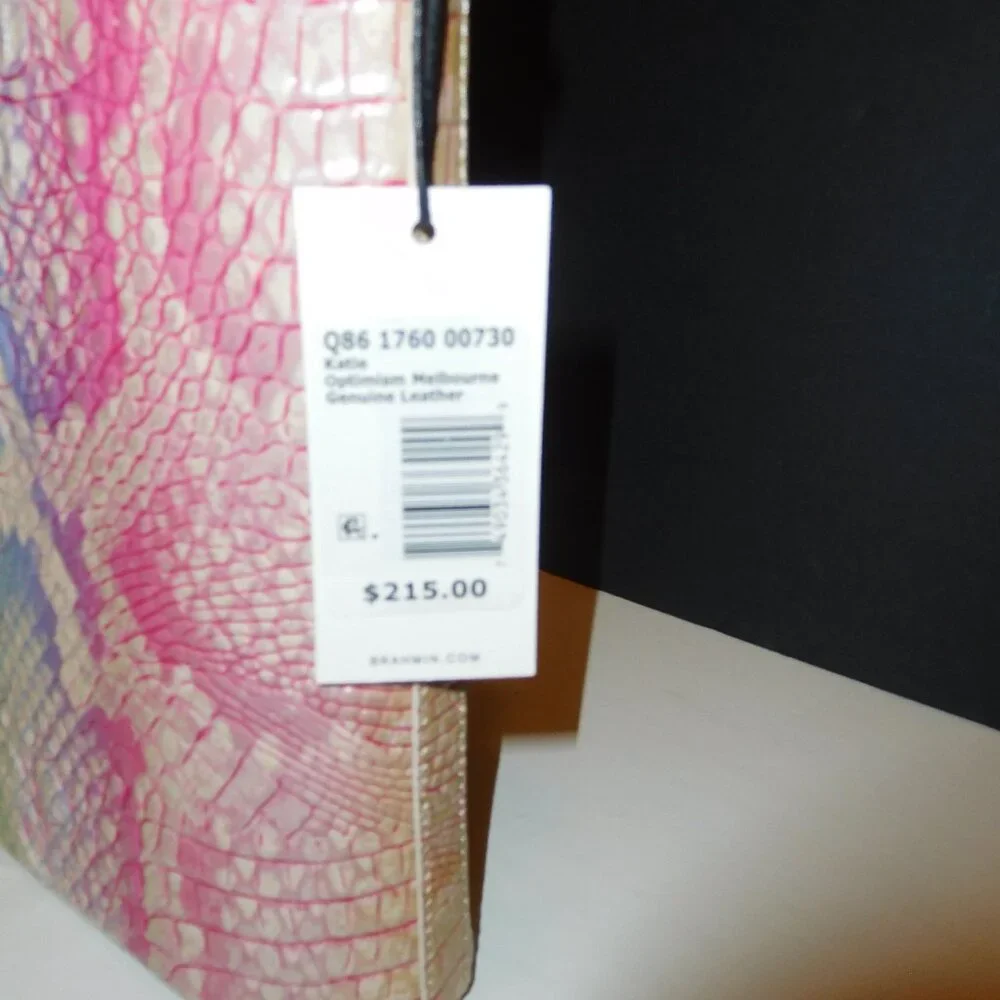 Q86 1760 00730
Katie
Optimism Melbourne
Genuine Leather
$215.00
BRAHMIN.COM